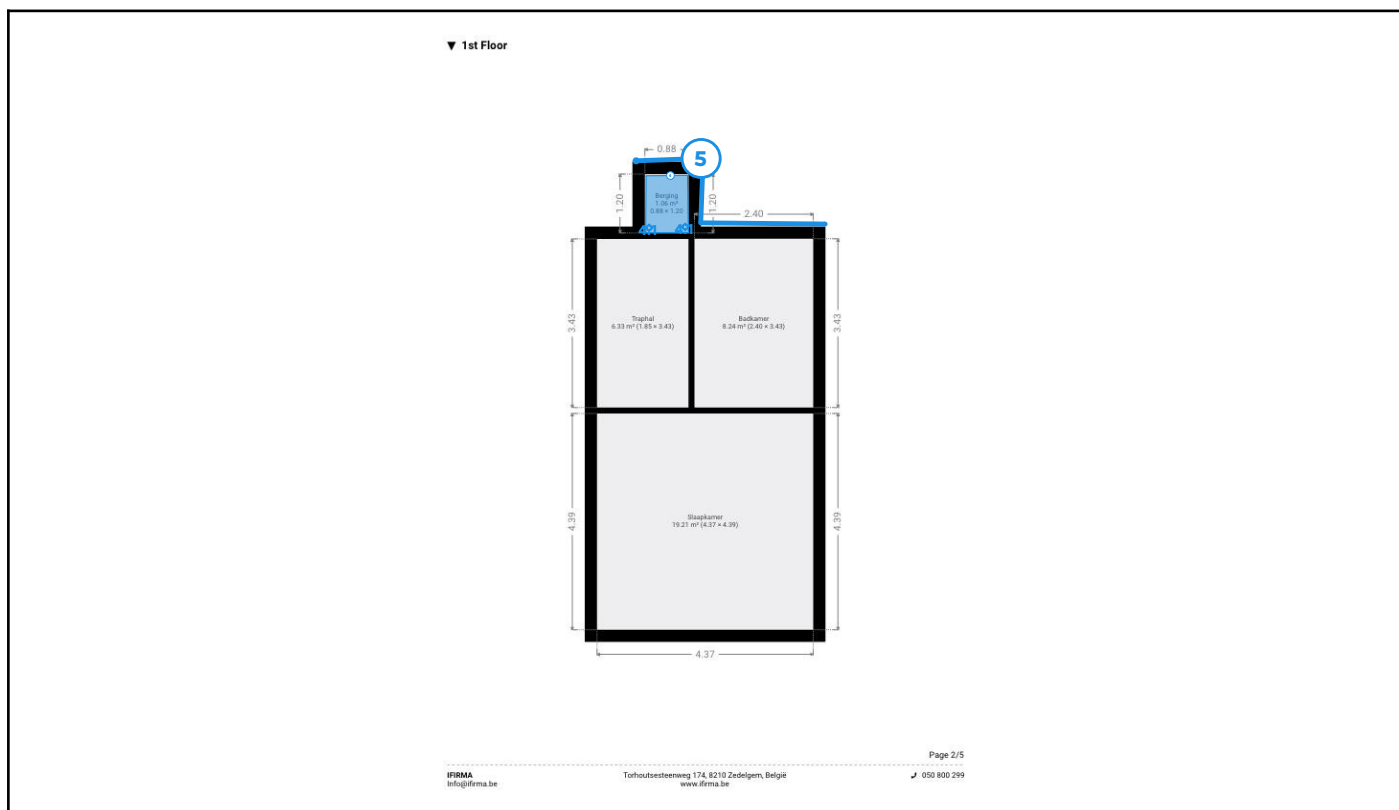 ▼ 1st Floor
0.88
5
1.20
Berging
1.06 m²
0.88 × 1.20
1.20
2.40
3.43
Traphal
6.33 m² (1.85 × 3.43)
Badkamer
8.24 m² (2.40 × 3.43)
3.43
4.39
Slaapkamer
19.21 m² (4.37 × 4.39)
4.39
4.37
Page 2/5
IFIRMA
Info@ifirma.be
Torhoutsesteenweg 174, 8210 Zedelgem, België
www.ifirma.be
050 800 299